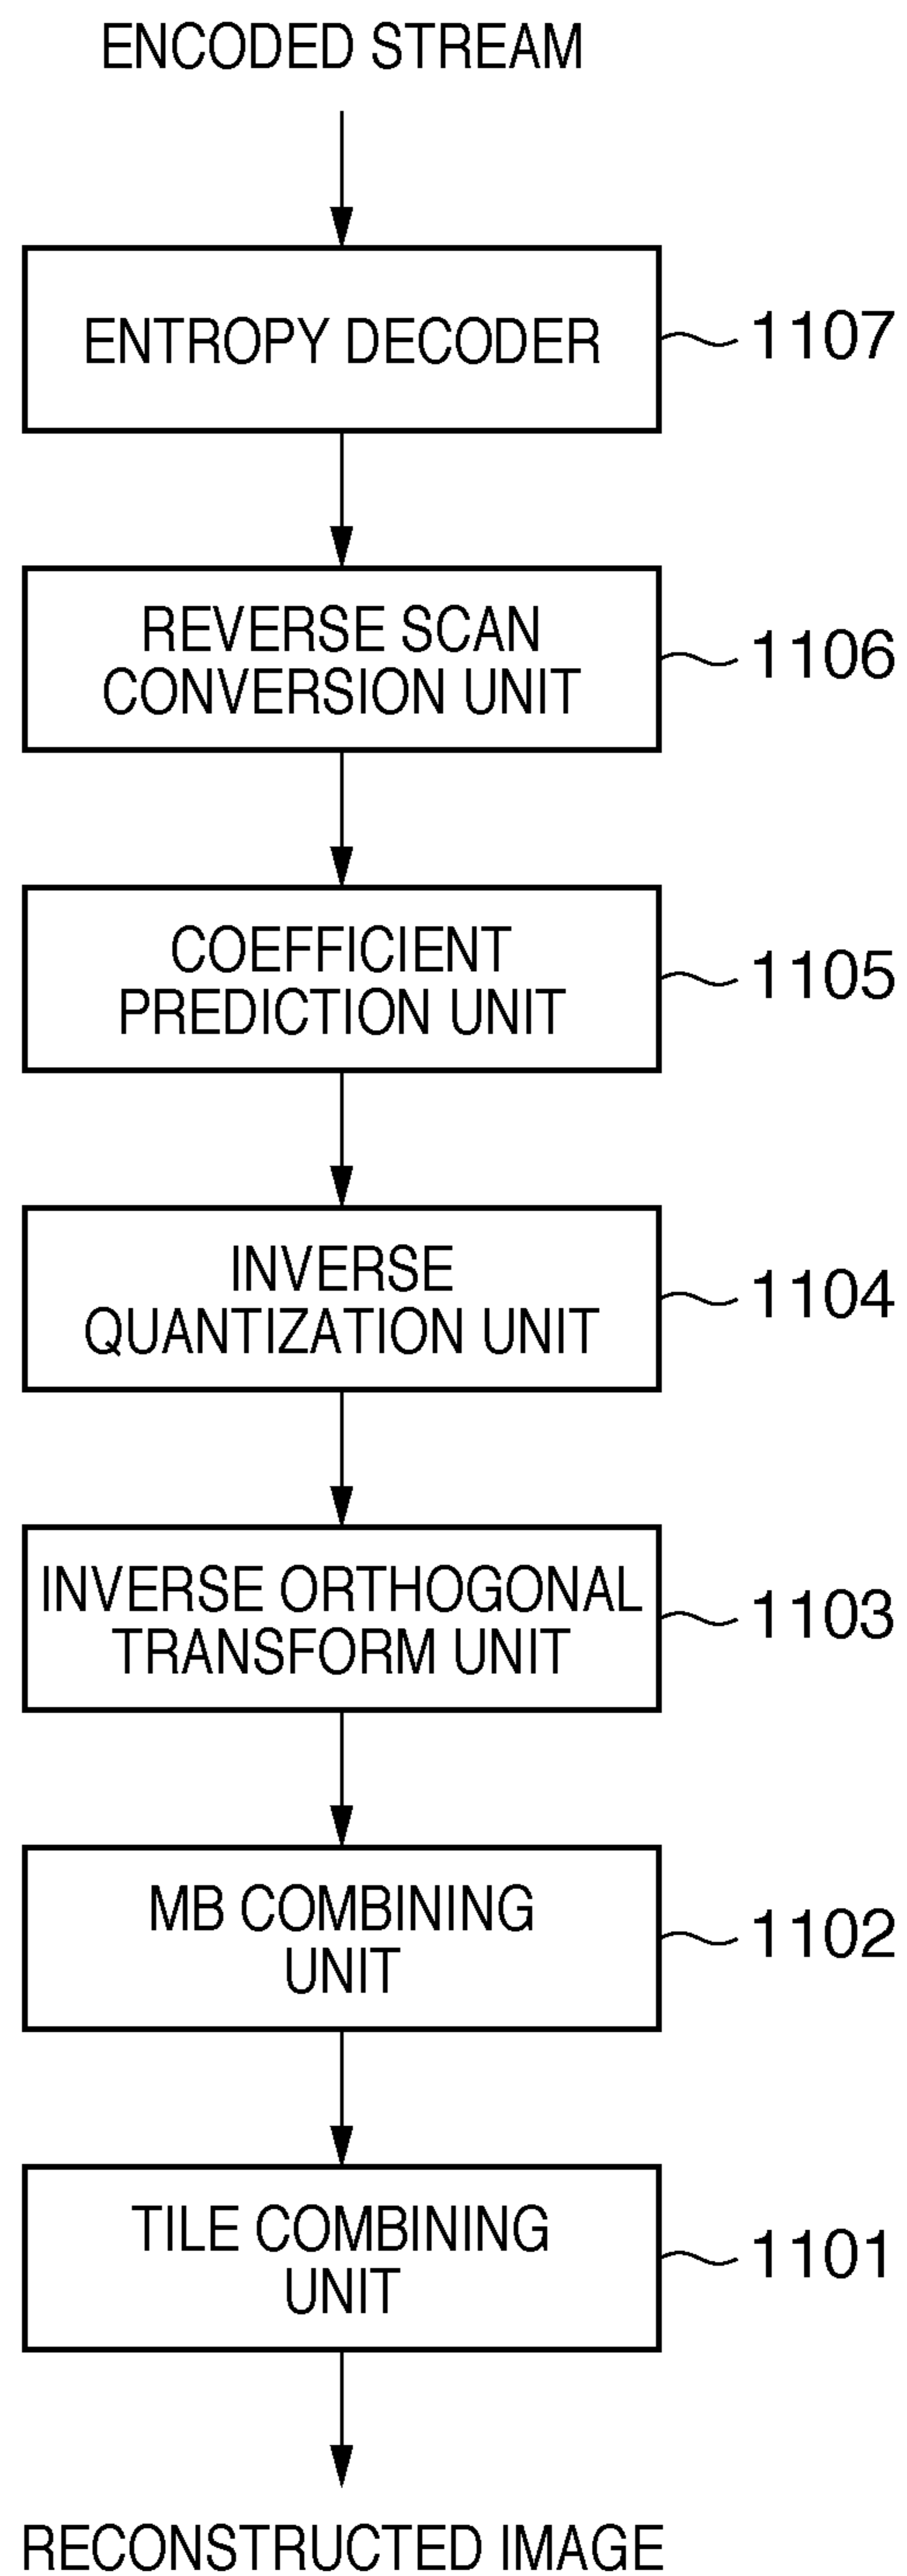 ENCODED STREAM
ENTROPY DECODER
1107
REVERSE SCAN
CONVERSION UNIT
1106
COEFFICIENT
PREDICTION UNIT
1105
INVERSE
QUANTIZATION UNIT
1104
INVERSE ORTHOGONAL
TRANSFORM UNIT
1103
MB COMBINING
UNIT
1102
TILE COMBINING
UNIT
1101
RECONSTRUCTED IMAGE